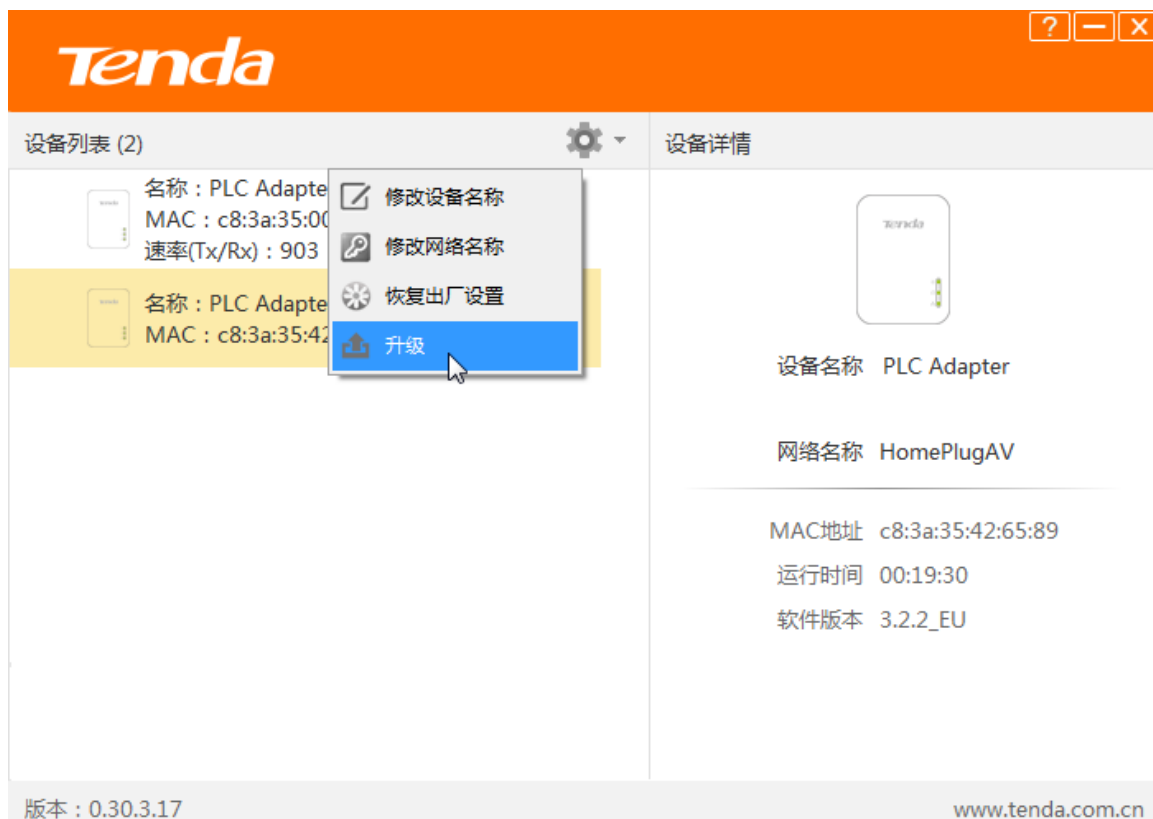 Tenda
设备列表 (2)
设备详情
名称：PLC Adapte
MAC：c8:3a:35:00
速率(Tx/Rx)：903
名称：PLC Adapte
MAC：c8:3a:35:42
修改设备名称
修改网络名称
恢复出厂设置
升级
Tenda
设备名称 PLC Adapter
网络名称 HomePlugAV
MAC地址 c8:3a:35:42:65:89
运行时间 00:19:30
软件版本 3.2.2_EU
版本：0.30.3.17
www.tenda.com.cn